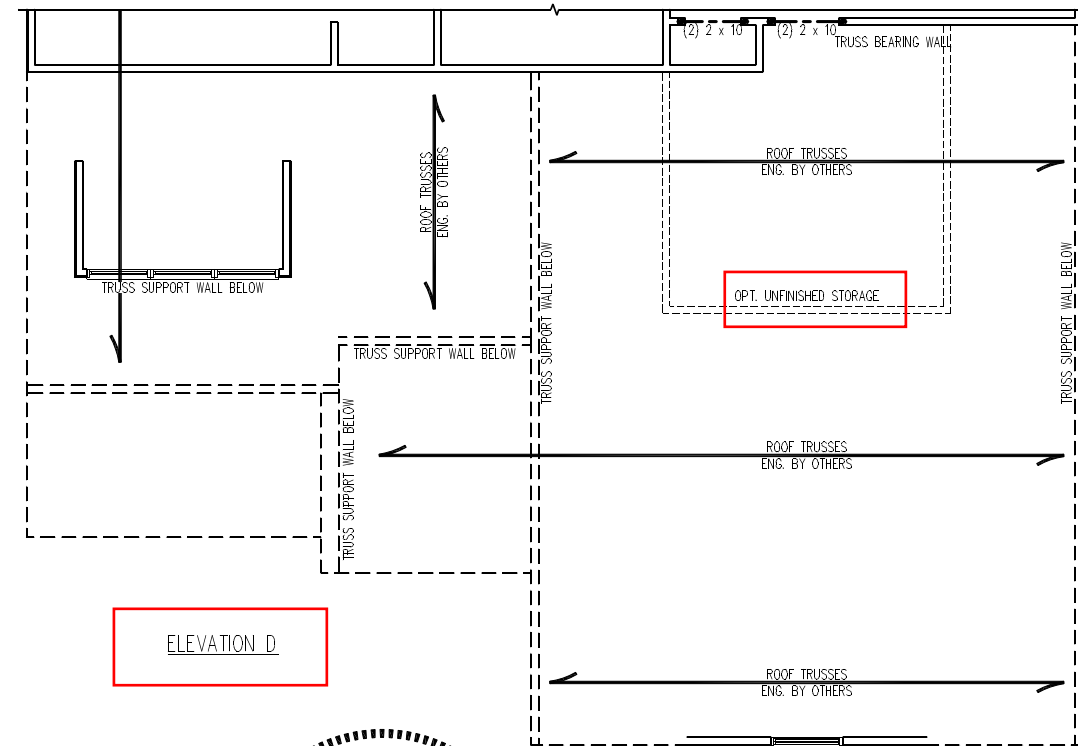 (2) 2 x 10
(2) 2 x 10
TRUSS BEARING WALL
ROOF TRUSSES
ENG. BY OTHERS
ROOF TRUSSES
ENG. BY OTHERS
TRUSS SUPPORT WALL BELOW
TRUSS SUPPORT WALL BELOW
TRUSS SUPPORT WALL BELOW
OPT. UNFINISHED STORAGE
TRUSS SUPPORT WALL BELOW
TRUSS SUPPORT WALL BELOW
ROOF TRUSSES
ENG. BY OTHERS
ELEVATION D
ROOF TRUSSES
ENG. BY OTHERS